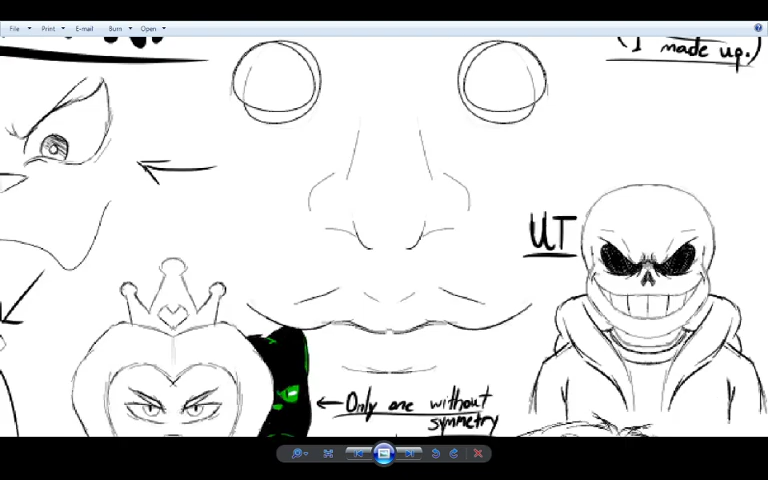 File Print E-mail Burn Open
(I made up.)
UT
Only one without
symmetry